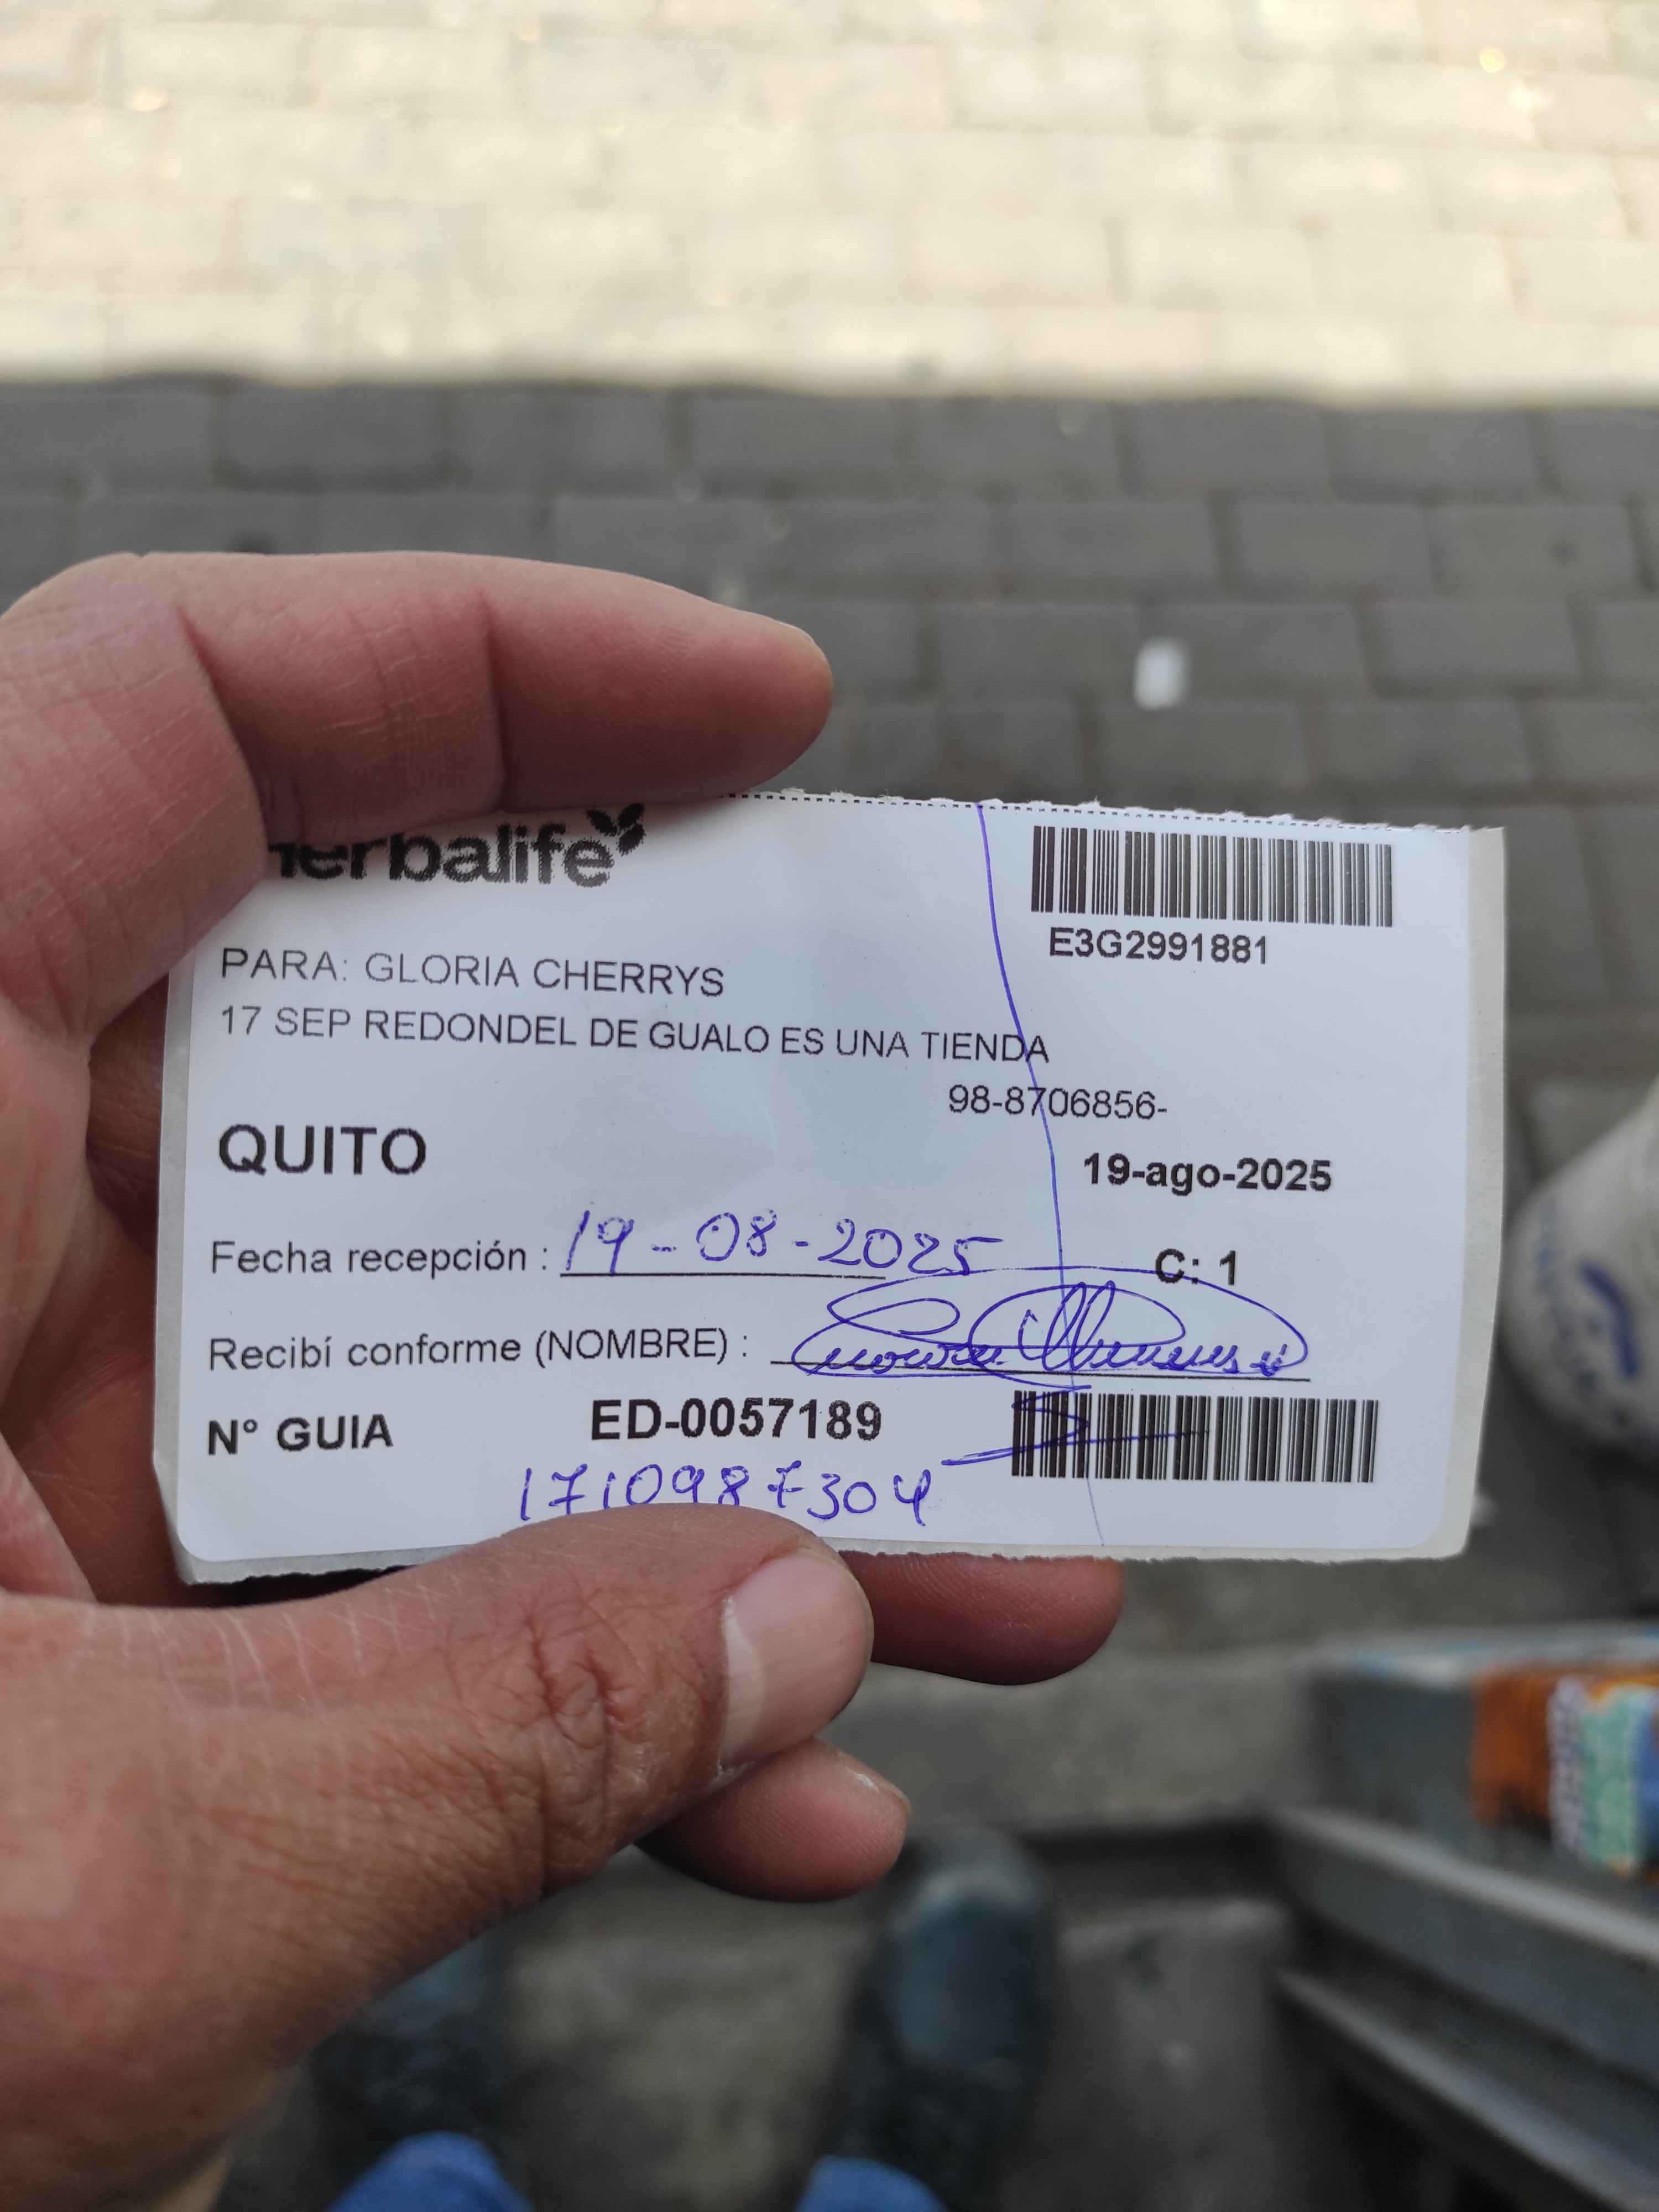 herbalife
E3G2991881
PARA: GLORIA CHERRYS
17 SEP REDONDEL DE GUALO ES UNA TIENDA
98-8706856-
QUITO
19-ago-2025
Fecha recepción : 19-08-2025
C: 1
Recibí conforme (NOMBRE) :
N° GUIA ED-0057189
1710987304